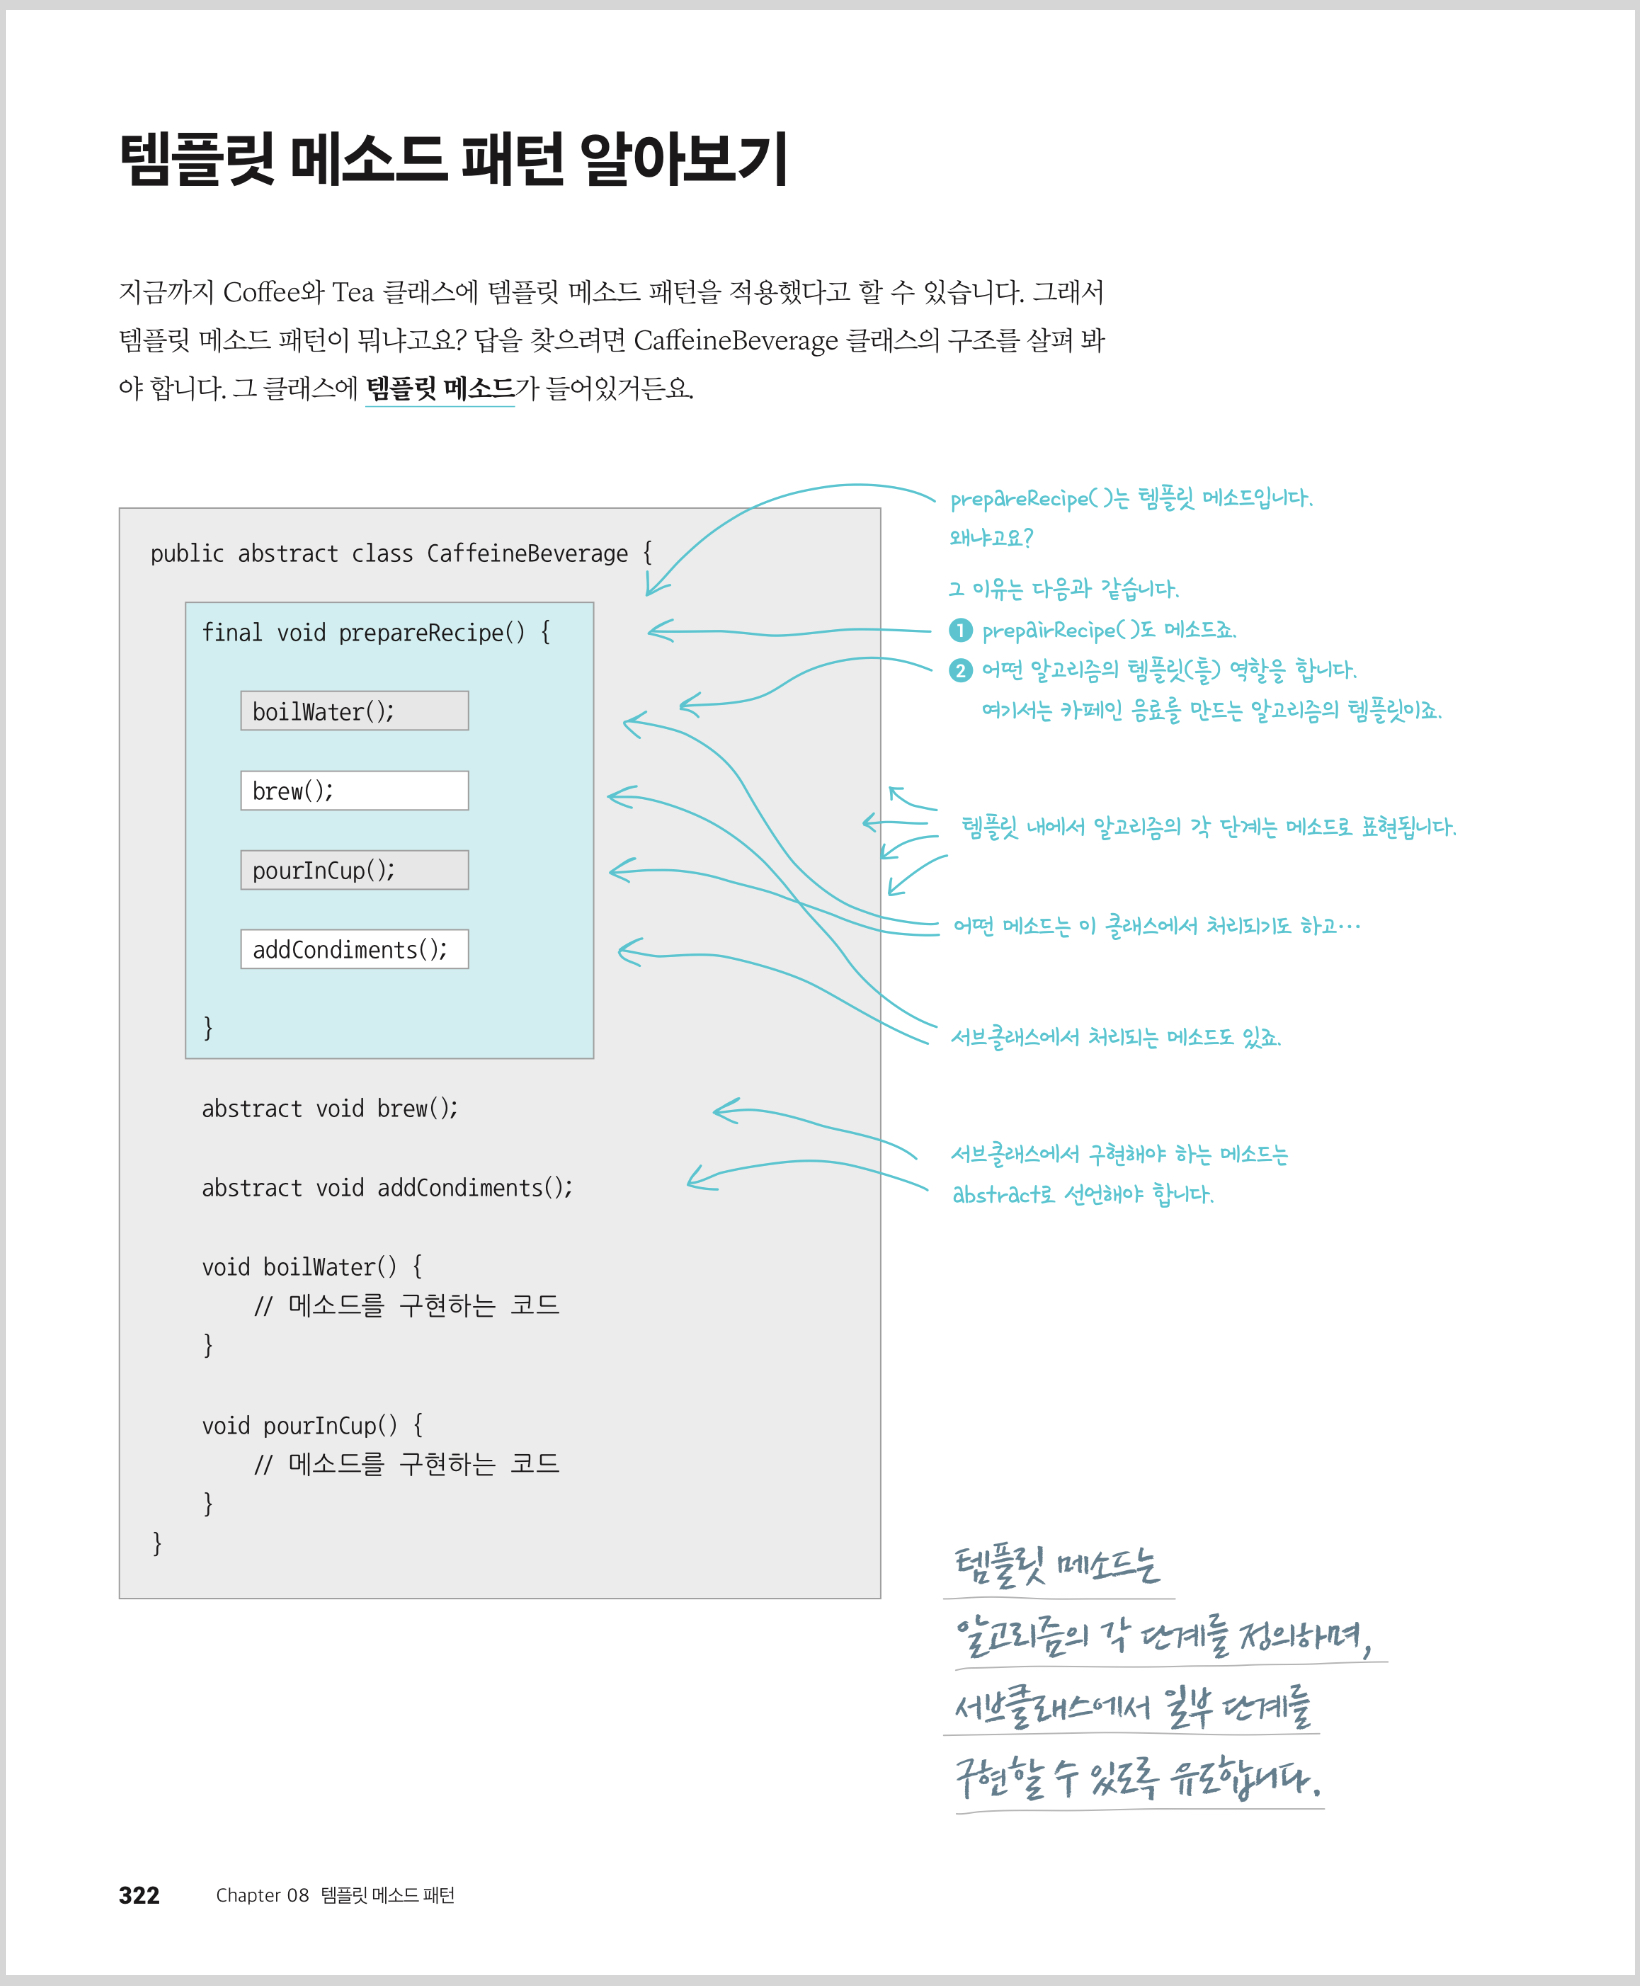 템플릿 메소드 패턴 알아보기
지금까지 Coffee와 Tea 클래스에 템플릿 메소드 패턴을 적용했다고 할 수 있습니다. 그래서
템플릿 메소드 패턴이 뭐냐고요? 답을 찾으려면 CaffeineBeverage 클래스의 구조를 살펴 봐
야 합니다. 그 클래스에 템플릿 메소드가 들어있거든요.
public abstract class CaffeineBeverage {
final void prepareRecipe() {
boilWater();
brew();
pourInCup();
addCondiments();
}
abstract void brew();
abstract void addCondiments();
void boilWater() {
// 메소드를 구현하는 코드
}
void pourInCup() {
// 메소드를 구현하는 코드
}
}
prepareRecipe( )는 템플릿 메소드입니다.
왜냐고요?
그 이유는 다음과 같습니다.
1 prepairRecipe( )도 메소드죠.
2 어떤 알고리즘의 템플릿(틀) 역할을 합니다.
여기서는 카페인 음료를 만드는 알고리즘의 템플릿이죠.
템플릿 내에서 알고리즘의 각 단계는 메소드로 표현됩니다.
어떤 메소드는 이 클래스에서 처리되기도 하고…
서브클래스에서 처리되는 메소드도 있죠.
서브클래스에서 구현해야 하는 메소드는
abstract로 선언해야 합니다.
템플릿 메소드는
알고리즘의 각 단계를 정의하며,
서브클래스에서 일부 단계를
구현할 수 있도록 유도합니다.
322 Chapter 08 템플릿 메소드 패턴